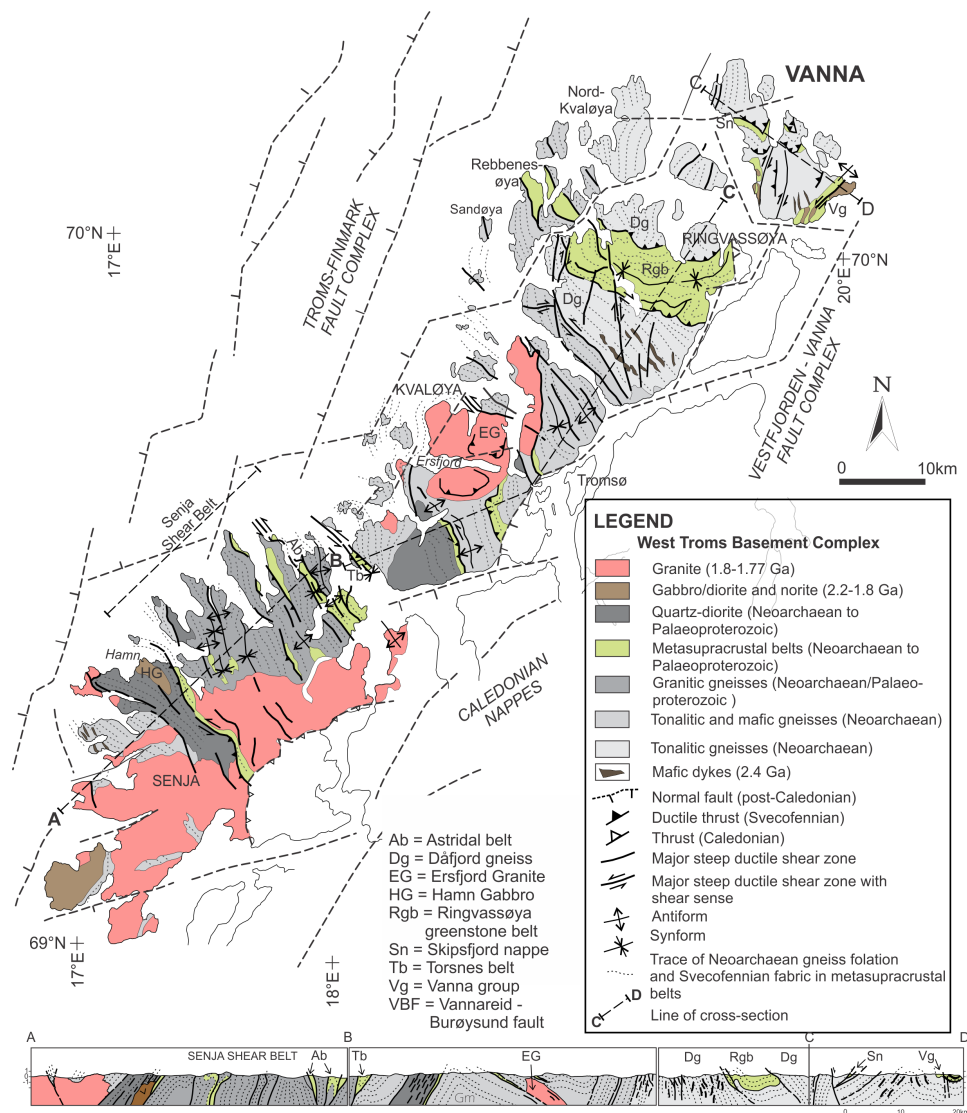 VANNA
C
Nord-
Kvaløya
Sn
Rebbenes-
øya
C
Sandøya
Dg
Vg
D
70°N
17°E
RINGVASSØYA
Rgb
70°N
20°E
TROMS-FINMARK
FAULT COMPLEX
Dg
VESTFJORDEN - VANNA
FAULT COMPLEX
KVALØYA
N
EG
Ersfjord
0
10km
Tromsø
Senja
Shear Belt
Ab
B
Tb
Hamn
HG
CALEDONIAN
NAPPES
SENJA
A
69°N
17°E
18°E
LEGEND
West Troms Basement Complex
Granite (1.8-1.77 Ga)
Gabbro/diorite and norite (2.2-1.8 Ga)
Quartz-diorite (Neoarchaean to
Palaeoproterozoic)
Metasupracrustal belts (Neoarchaean to
Palaeoproterozoic)
Granitic gneisses (Neoarchaean/Palaeo-
proterozoic )
Tonalitic and mafic gneisses (Neoarchaean)
Tonalitic gneisses (Neoarchaean)
Mafic dykes (2.4 Ga)
Normal fault (post-Caledonian)
Ductile thrust (Svecofennian)
Thrust (Caledonian)
Major steep ductile shear zone
Major steep ductile shear zone with
shear sense
Antiform
Synform
Trace of Neoarchaean gneiss folation
and Svecofennian fabric in metasupracrustal
belts
C D
Line of cross-section
Ab = Astridal belt
Dg = Dåfjord gneiss
EG = Ersfjord Granite
HG = Hamn Gabbro
Rgb = Ringvassøya
greenstone belt
Sn = Skipsfjord nappe
Tb = Torsnes belt
Vg = Vanna group
VBF = Vannareid -
Burøysund fault
A B C D
SENJA SHEAR BELT Ab Tb EG Dg Rgb Dg Sn Vg
Gm
0 10 20km